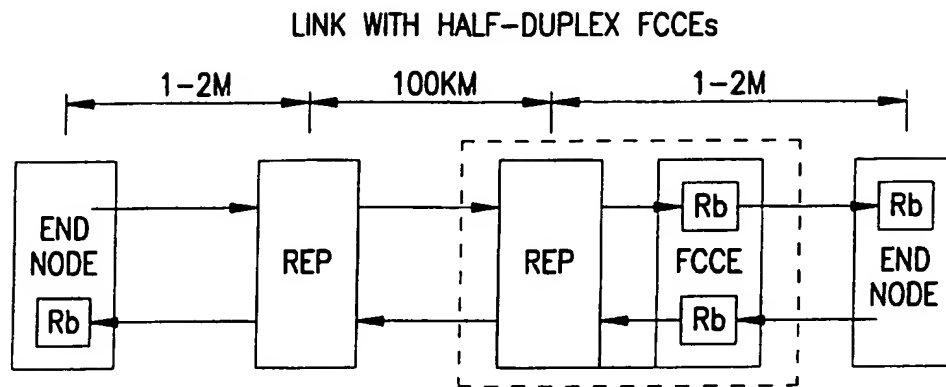 LINK WITH HALF-DUPLEX FCCEs
1-2M
100KM
1-2M
END
NODE
Rb
REP
REP
Rb
FCCE
Rb
Rb
END
NODE